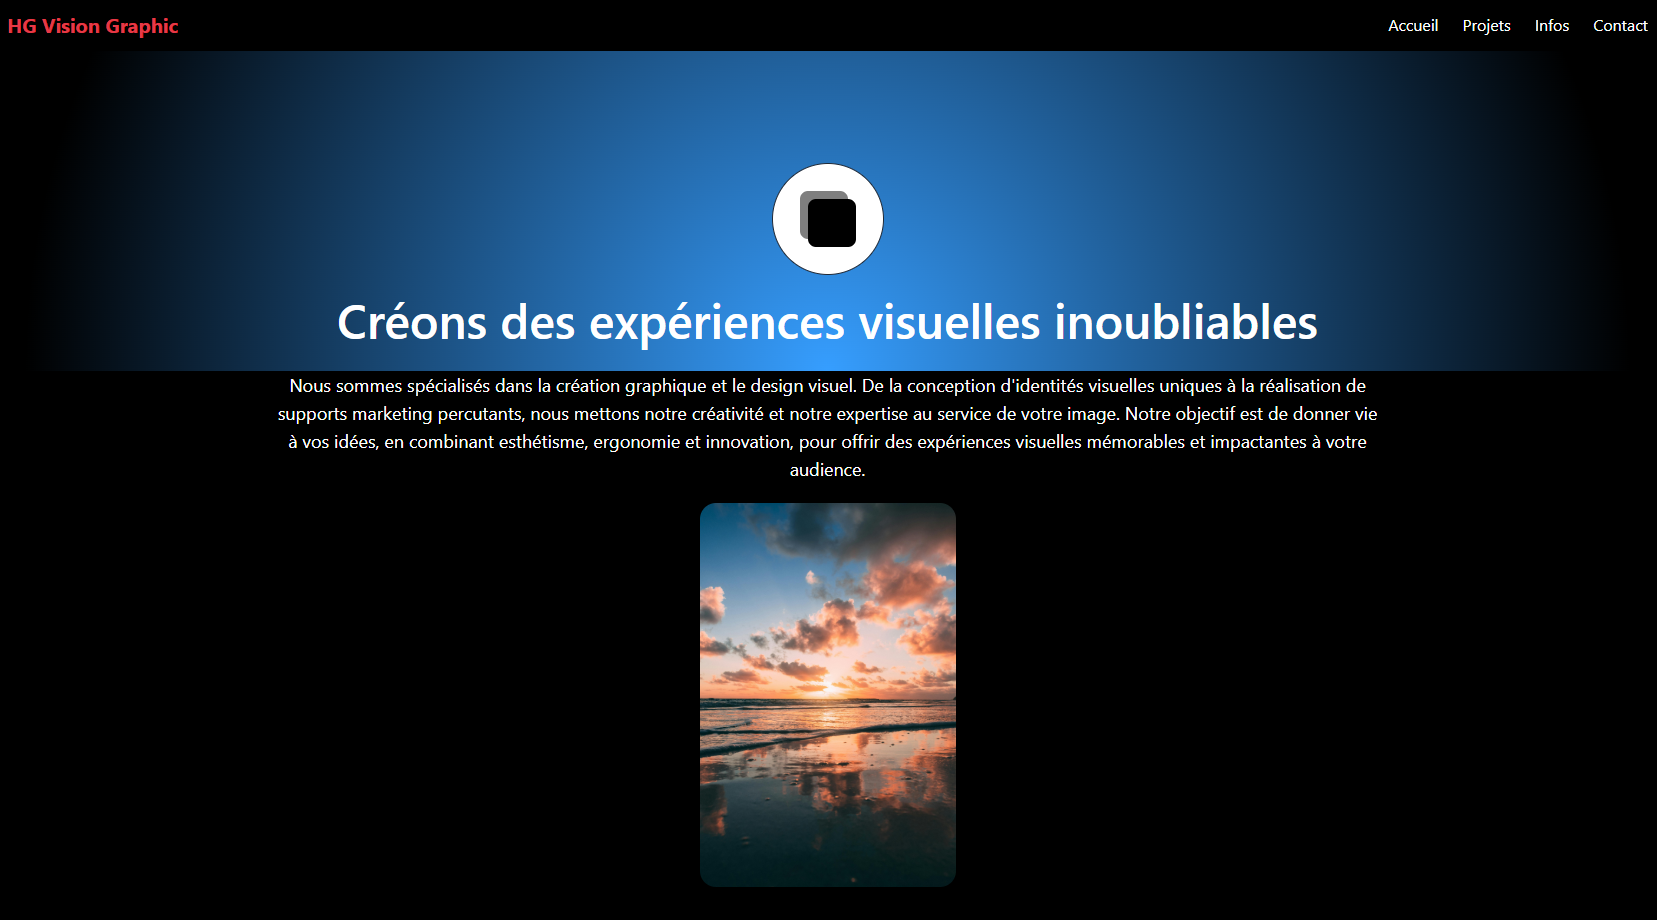 HG Vision Graphic
Accueil Projets Infos Contact
Créons des expériences visuelles inoubliables
Nous sommes spécialisés dans la création graphique et le design visuel. De la conception d'identités visuelles uniques à la réalisation de
supports marketing percutants, nous mettons notre créativité et notre expertise au service de votre image. Notre objectif est de donner vie
à vos idées, en combinant esthétisme, ergonomie et innovation, pour offrir des expériences visuelles mémorables et impactantes à votre
audience.